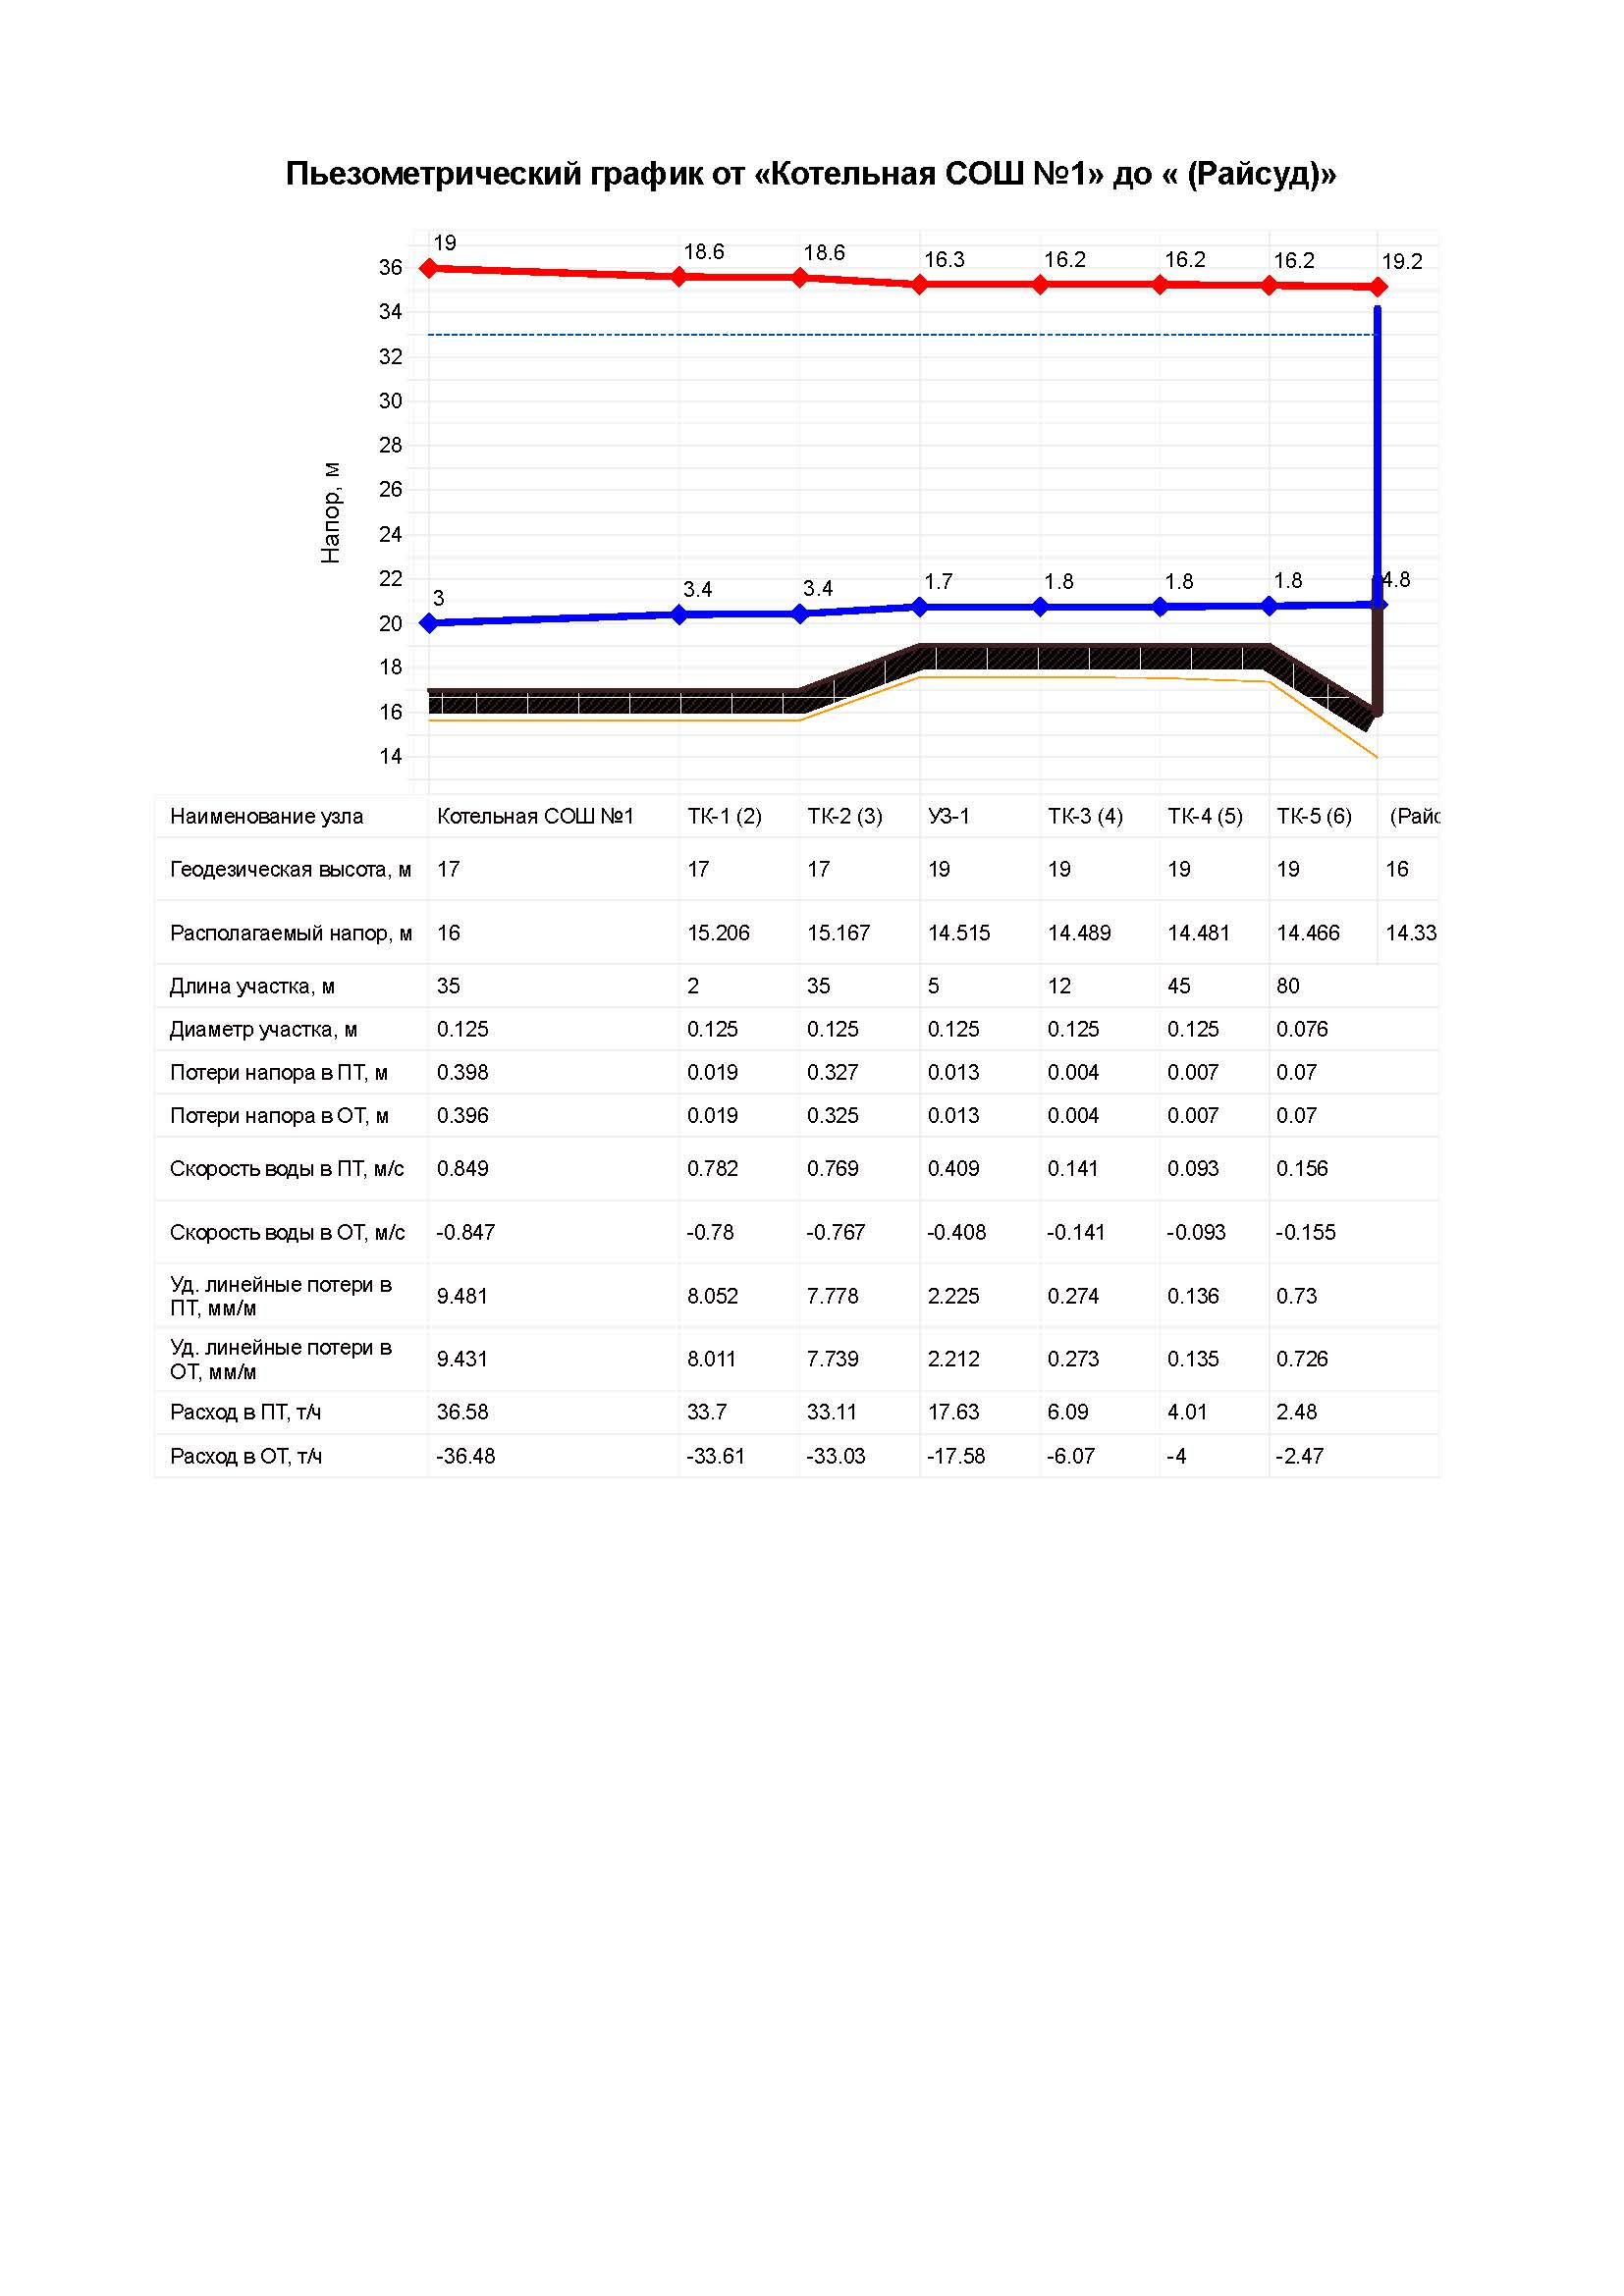 Пьезометрический график от «Котельная СОШ №1» до « (Райсуд)»
19 18.6 18.6 16.3 16.2 16.2 16.2 19.2
36
34
32
30
28
26
24
22
20
18
16
14
Напор, м
3 3.4 3.4 1.7 1.8 1.8 1.8 4.8
Наименование узла Котельная СОШ №1 ТК-1 (2) ТК-2 (3) УЗ-1 ТК-3 (4) ТК-4 (5) ТК-5 (6) (Райс
Геодезическая высота, м 17 17 17 19 19 19 19 16
Располагаемый напор, м 16 15.206 15.167 14.515 14.489 14.481 14.466 14.33
Длина участка, м 35 2 35 5 12 45 80
Диаметр участка, м 0.125 0.125 0.125 0.125 0.125 0.125 0.076
Потери напора в ПТ, м 0.398 0.019 0.327 0.013 0.004 0.007 0.07
Потери напора в ОТ, м 0.396 0.019 0.325 0.013 0.004 0.007 0.07
Скорость воды в ПТ, м/с 0.849 0.782 0.769 0.409 0.141 0.093 0.156
Скорость воды в ОТ, м/с -0.847 -0.78 -0.767 -0.408 -0.141 -0.093 -0.155
Уд. линейные потери в
ПТ, мм/м 9.481 8.052 7.778 2.225 0.274 0.136 0.73
Уд. линейные потери в
ОТ, мм/м 9.431 8.011 7.739 2.212 0.273 0.135 0.726
Расход в ПТ, т/ч 36.58 33.7 33.11 17.63 6.09 4.01 2.48
Расход в ОТ, т/ч -36.48 -33.61 -33.03 -17.58 -6.07 -4 -2.47